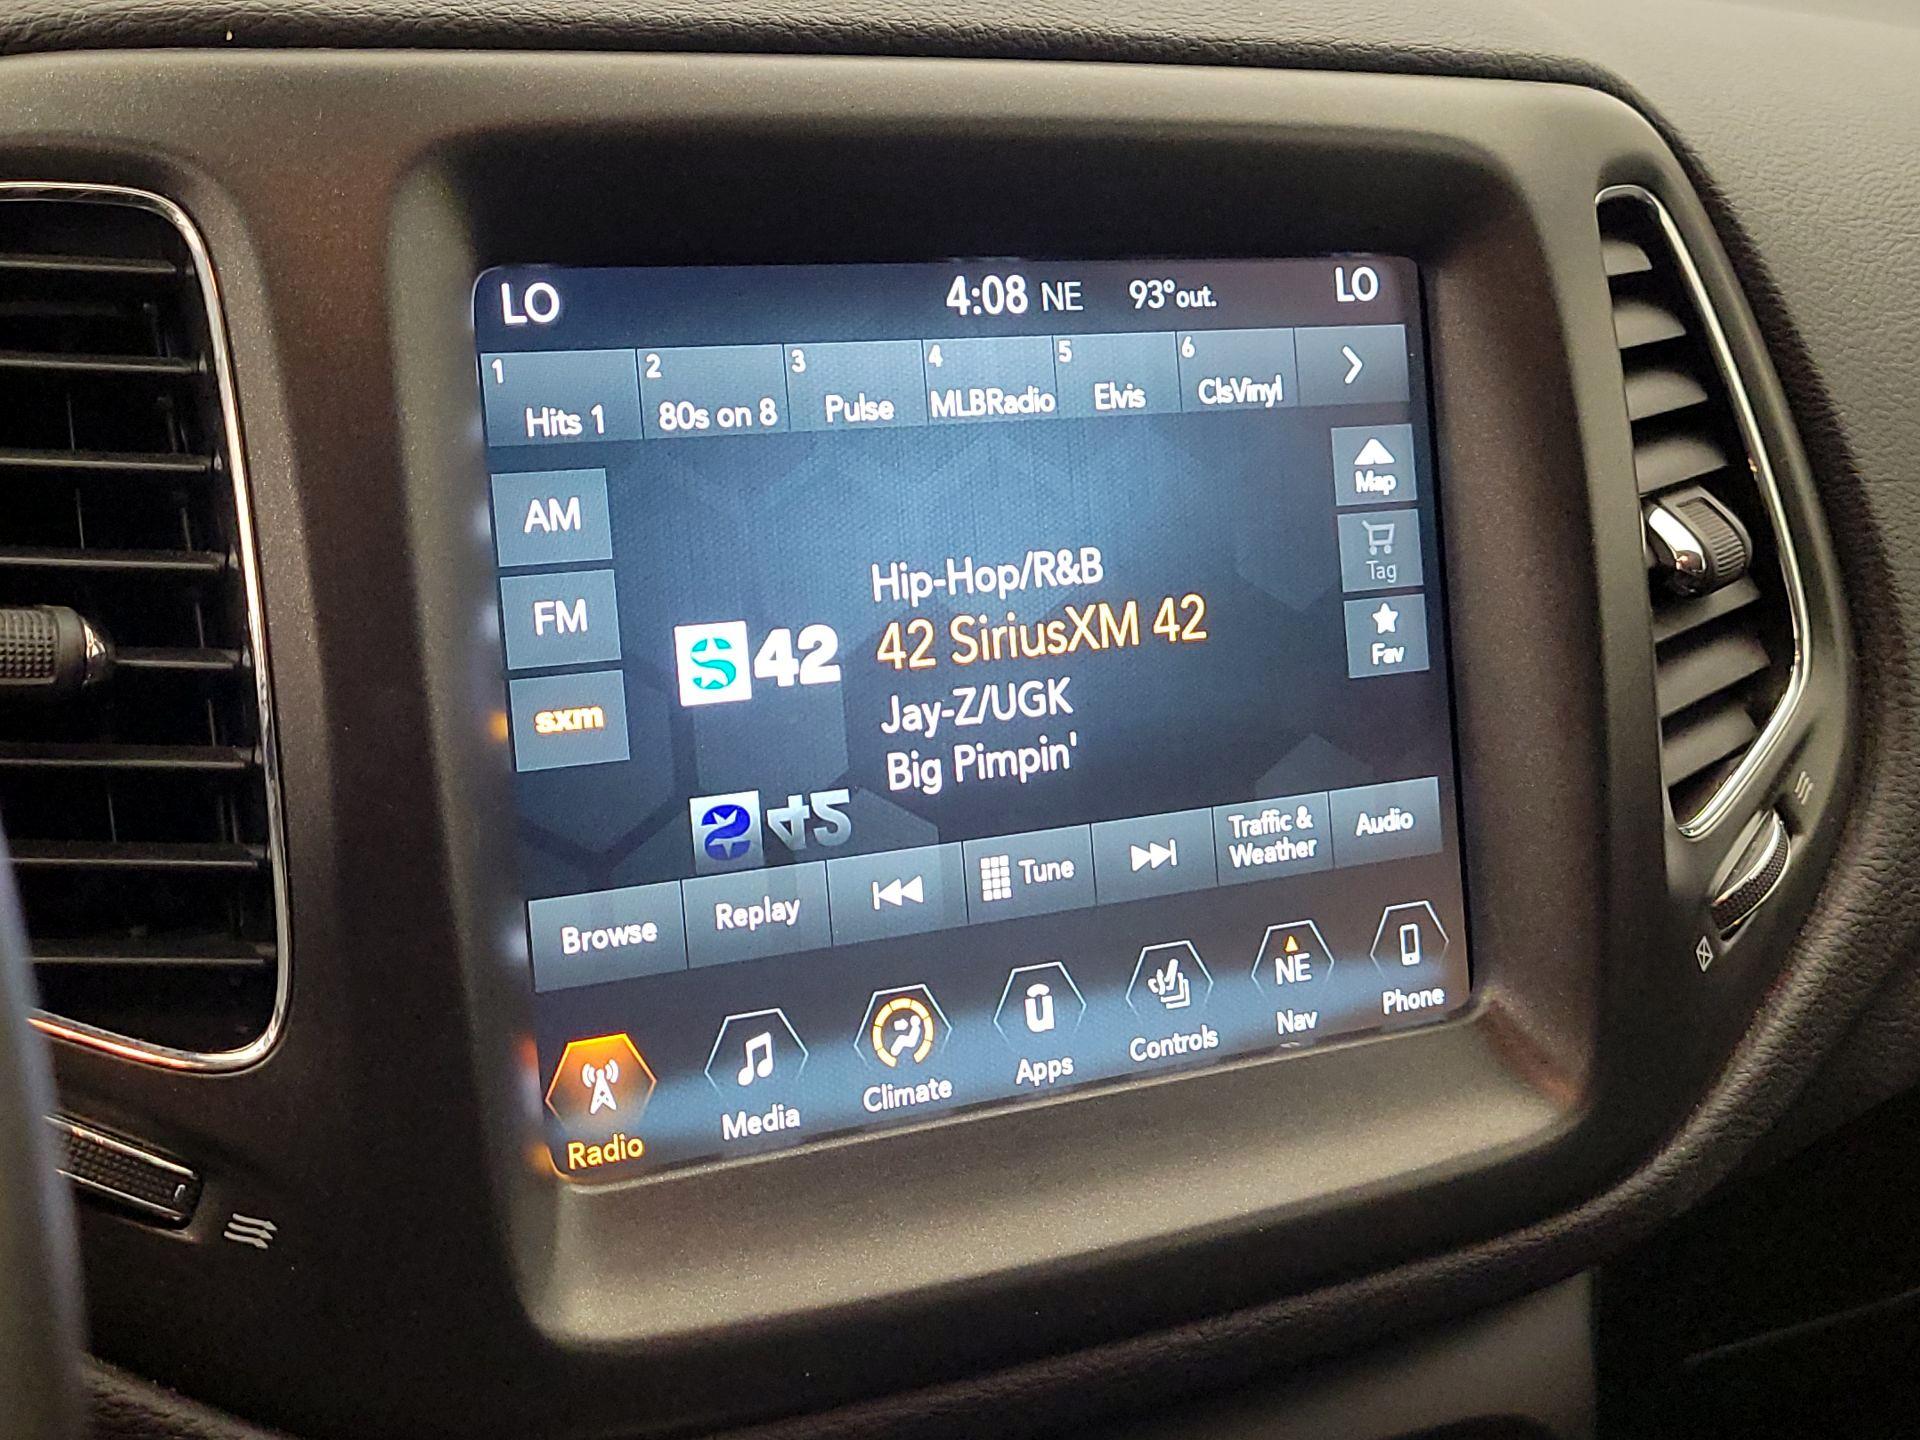 LO 4:08 NE 93°out. LO
1 Hits 1
2 80s on 8
3 Pulse
4 MLBRadio
5 Elvis
6 ClsVinyl
AM
FM
sxm
S 42
Hip-Hop/R&B
42 SiriusXM 42
Jay-Z/UGK
Big Pimpin'
Map
Tag
Fav
Browse
Replay
Tune
Traffic &
Weather
Audio
Radio
Media
Climate
Apps
Controls
NE
Nav
Phone